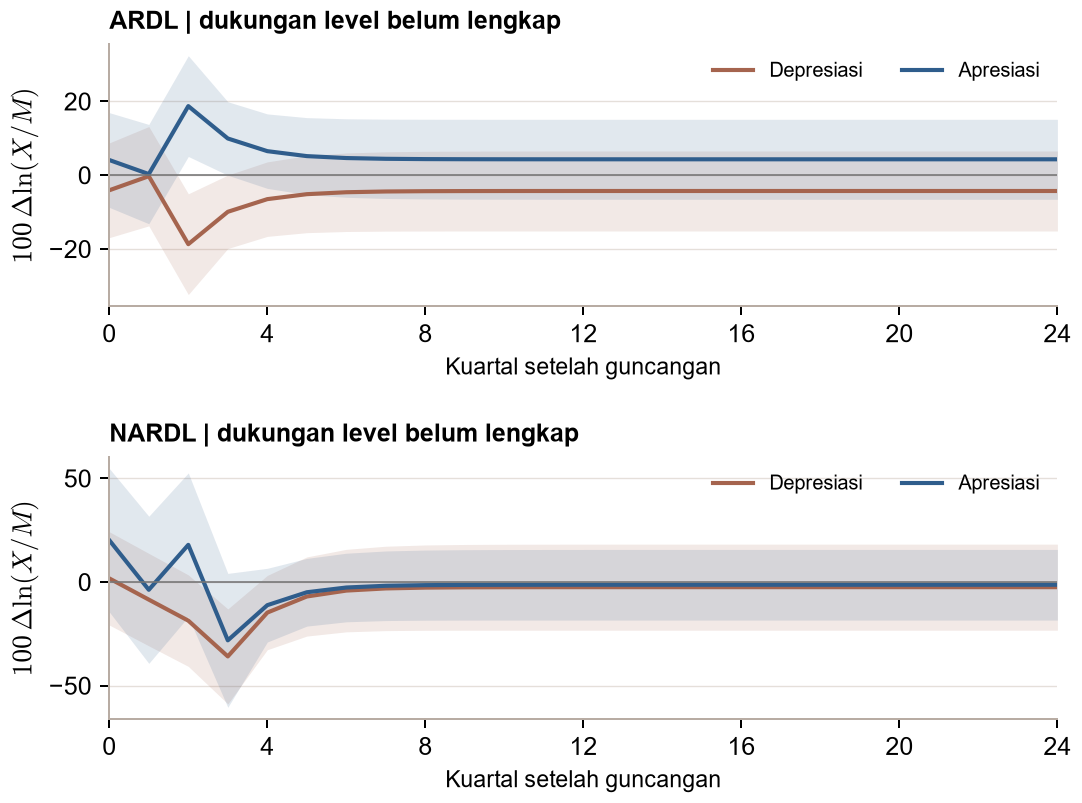 ARDL | dukungan level belum lengkap
Depresiasi
Apresiasi
100 Δln(X/M)
20
0
−20
0 4 8 12 16 20 24
Kuartal setelah guncangan
NARDL | dukungan level belum lengkap
Depresiasi
Apresiasi
100 Δln(X/M)
50
0
−50
0 4 8 12 16 20 24
Kuartal setelah guncangan